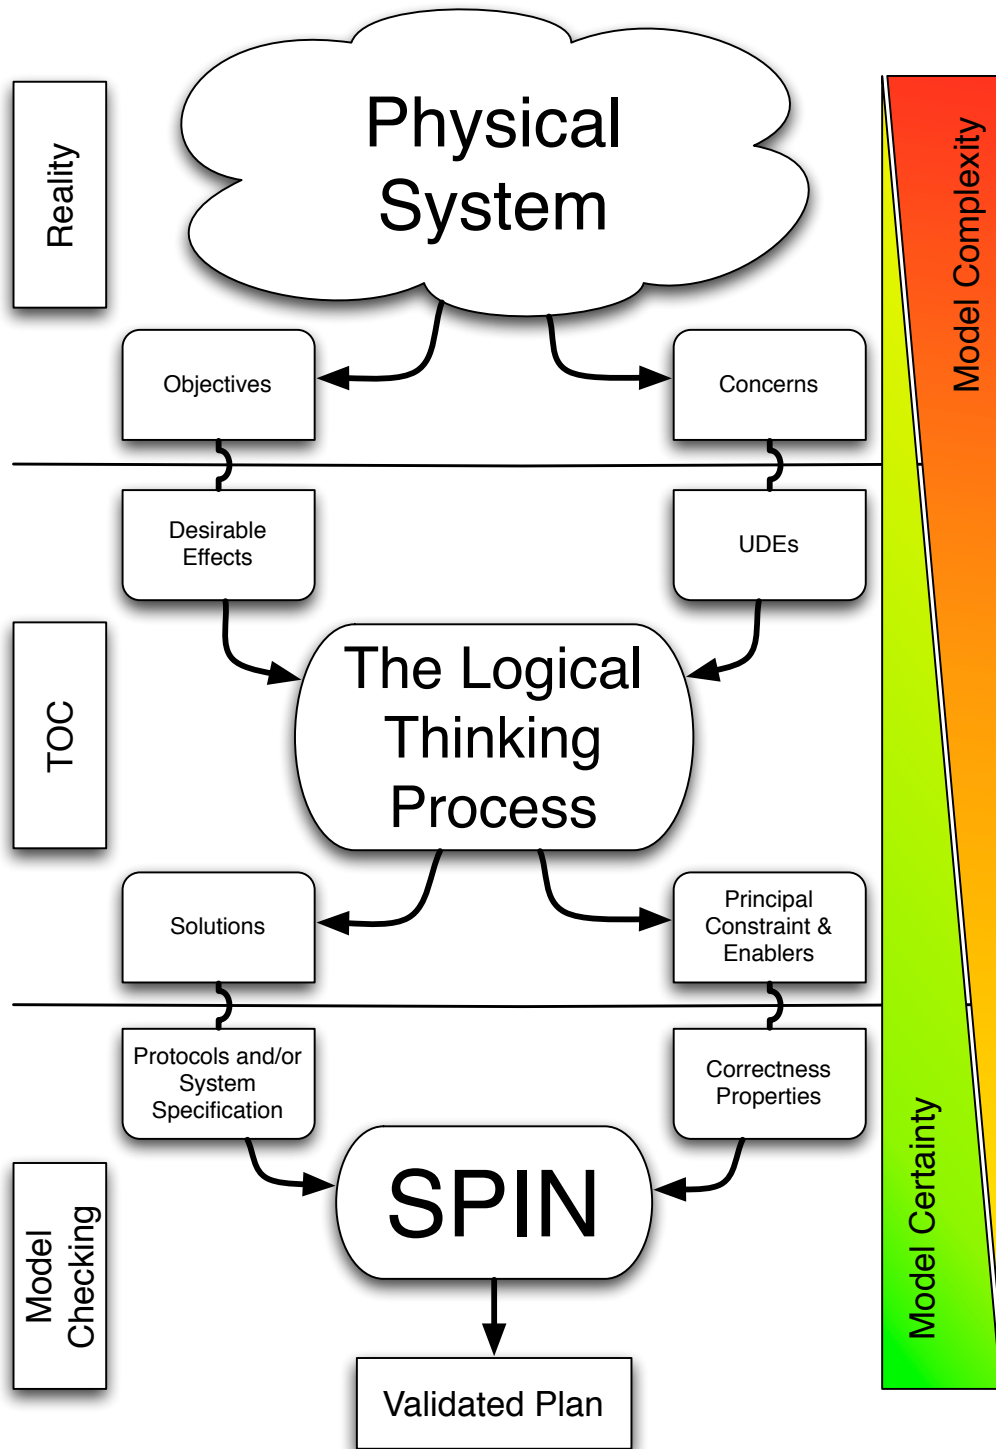 Physical
System
Reality
Model Complexity
Objectives
Concerns
Desirable
Effects
UDEs
TOC
The Logical
Thinking
Process
Solutions
Principal
Constraint &
Enablers
Protocols and/or
System
Specification
Correctness
Properties
Model
Checking
SPIN
Model Certainty
Validated Plan